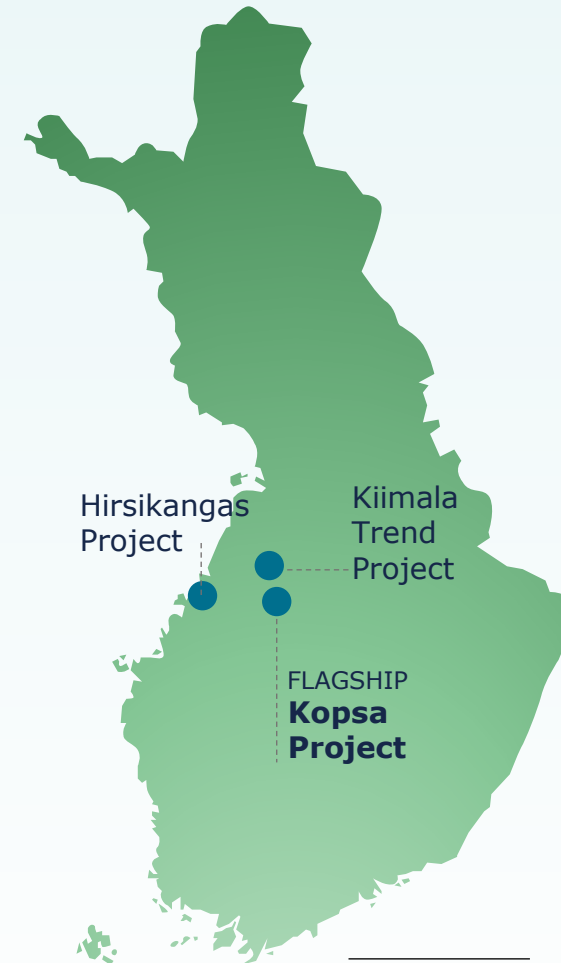 Hirsikangas
Project
Kiimala
Trend
Project
FLAGSHIP
Kopsa
Project